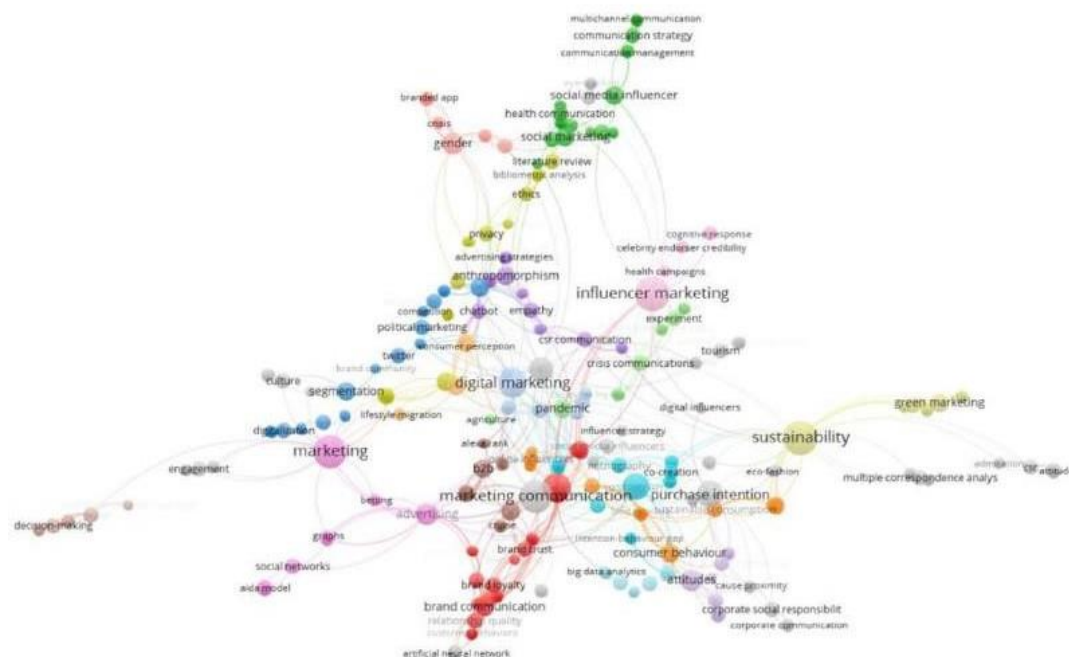 multichannel communication
communication strategy
communication management
social media influencer
branded app
health communication
crisis
social marketing
gender
literature review
bibliometric analysis
ethics
privacy
cognitive response
celebrity endorser credibility
advertising strategies
health campaigns
anthropomorphism
influencer marketing
chatbot
empathy
experiment
political marketing
csr communication
consumer perception
tourism
twitter
crisis communications
brand community
culture
digital marketing
segmentation
green marketing
pandemic
digital influencers
lifestyle migration
agriculture
digitalization
influencer strategy
sustainability
marketing
alexa rank
engagement
b2b
co-creation
eco-fashion
multiple correspondence analys
marketing communication
purchase intention
beijing
advertising
decision-making
graphs
intention-behaviour gap
brand trust
consumer behaviour
social networks
big data analytics
attitudes
aida model
brand loyalty
cause proximity
brand communication
corporate social responsibilit
relationship quality
corporate communication
artificial neural network